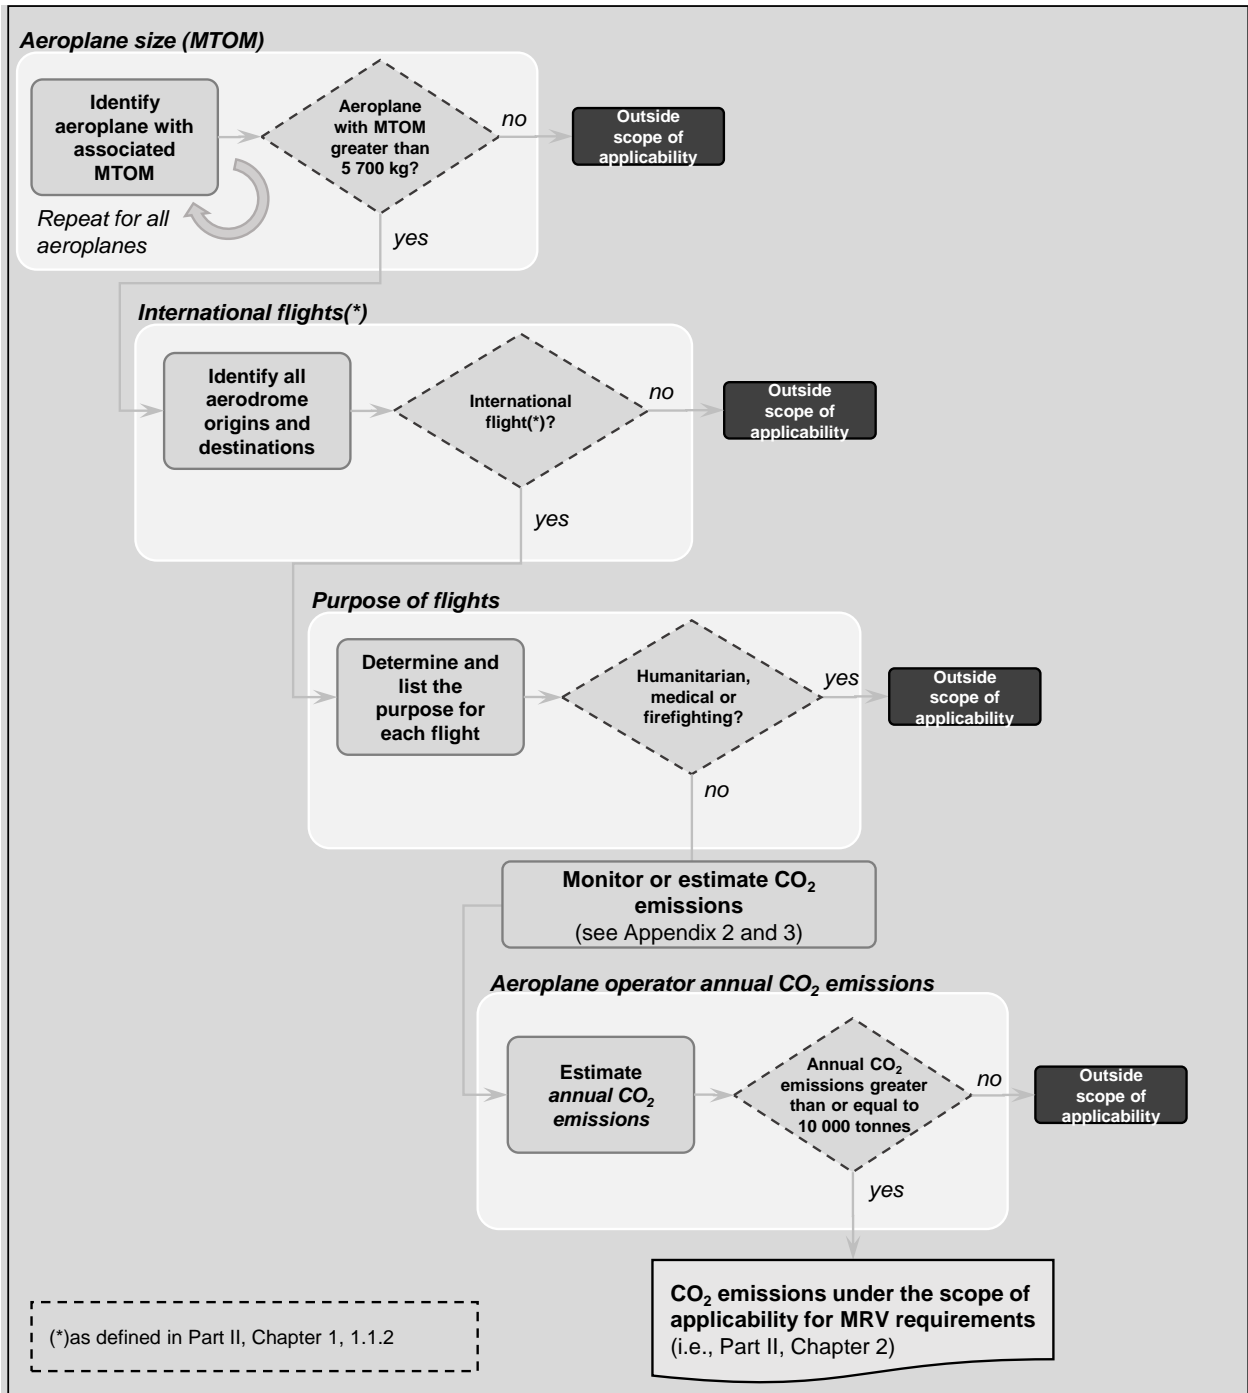 Aeroplane size (MTOM)
Identify
aeroplane with
associated
MTOM
Aeroplane
with MTOM
greater than
5 700 kg?
no
Outside
scope of
applicability
Repeat for all
aeroplanes
yes
International flights(*)
Identify all
aerodrome
origins and
destinations
International
flight(*)?
no
Outside
scope of
applicability
yes
Purpose of flights
Determine and
list the
purpose for
each flight
Humanitarian,
medical or
firefighting?
yes
Outside
scope of
applicability
no
Monitor or estimate CO₂
emissions
(see Appendix 2 and 3)
Aeroplane operator annual CO₂ emissions
Estimate
annual CO₂
emissions
Annual CO₂
emissions greater
than or equal to
10 000 tonnes
no
Outside
scope of
applicability
yes
CO₂ emissions under the scope of
applicability for MRV requirements
(i.e., Part II, Chapter 2)
(*)as defined in Part II, Chapter 1, 1.1.2